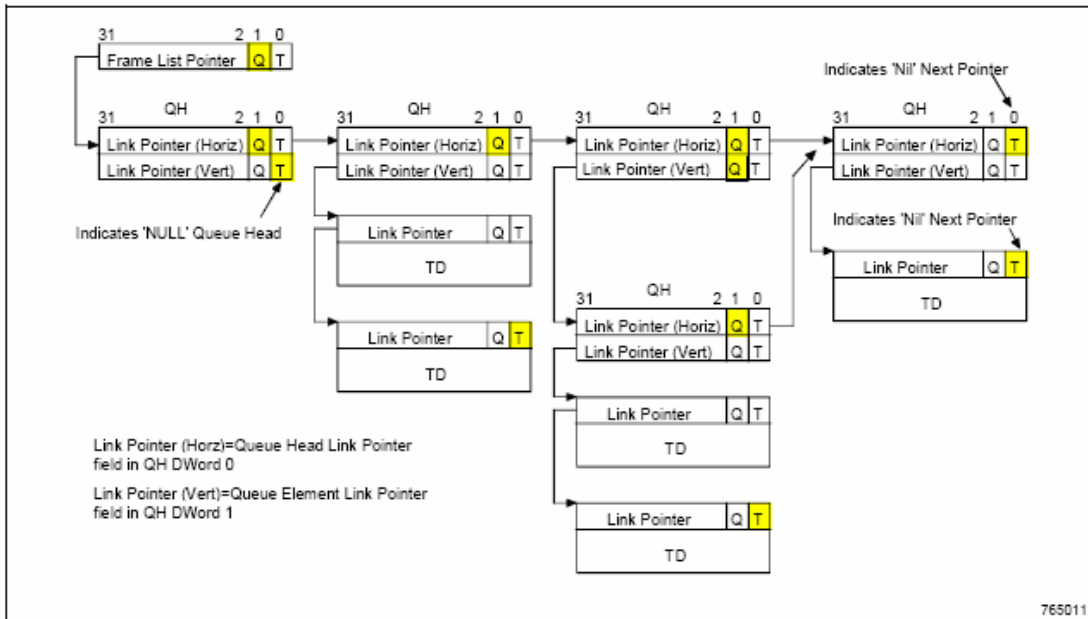 31 2 1 0
Frame List Pointer Q T
Indicates 'Nil' Next Pointer
QH
31 2 1 0
Link Pointer (Horiz) Q T
Link Pointer (Vert) Q T
Indicates 'NULL' Queue Head
QH
31 2 1 0
Link Pointer (Horiz) Q T
Link Pointer (Vert) Q T
Link Pointer Q T
TD
Link Pointer Q T
TD
QH
31 2 1 0
Link Pointer (Horiz) Q T
Link Pointer (Vert) Q T
QH
31 2 1 0
Link Pointer (Horiz) Q T
Link Pointer (Vert) Q T
Link Pointer Q T
TD
Link Pointer Q T
TD
QH
31 2 1 0
Link Pointer (Horiz) Q T
Link Pointer (Vert) Q T
Indicates 'Nil' Next Pointer
Link Pointer Q T
TD
Link Pointer (Horz)=Queue Head Link Pointer
field in QH DWord 0
Link Pointer (Vert)=Queue Element Link Pointer
field in QH DWord 1
765011